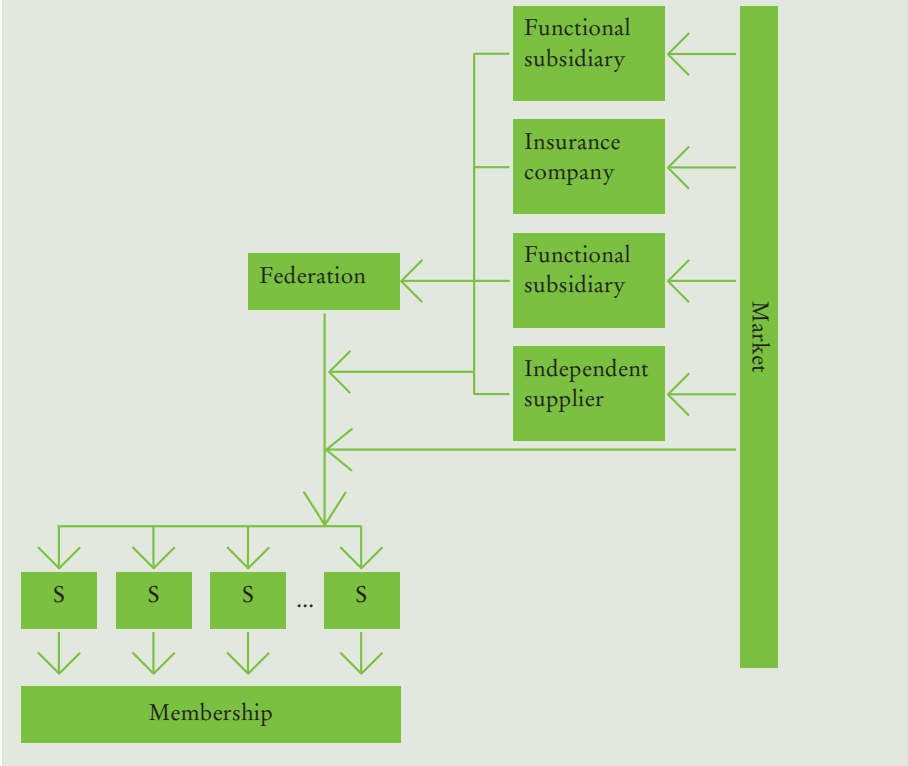 Functional
subsidiary
Insurance
company
Federation
Functional
subsidiary
Market
Independent
supplier
S
S
S
...
S
Membership